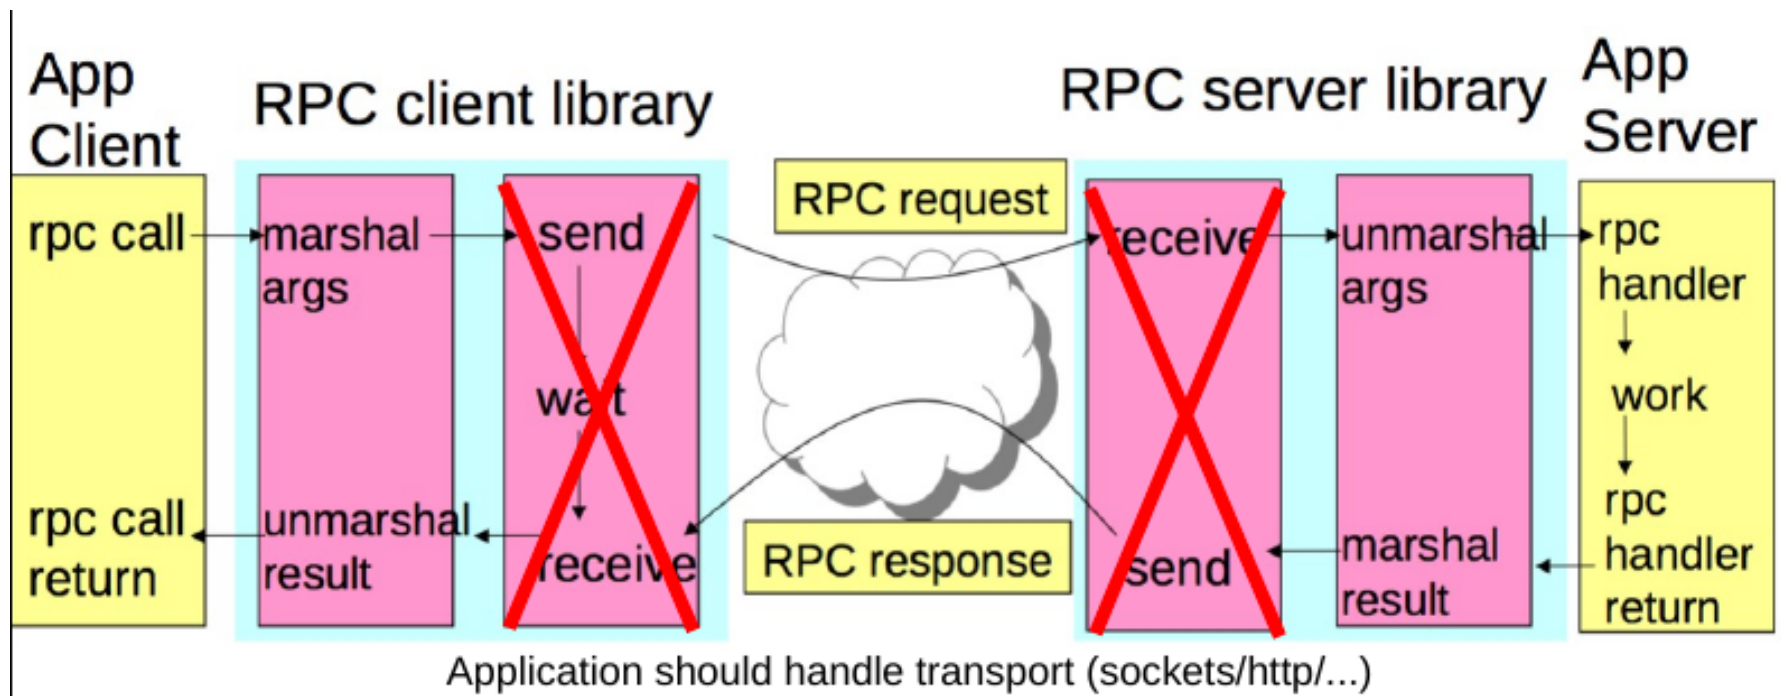 App
Client
RPC client library
RPC server library
App
Server
rpc call
marshal
args
send
wait
receive
unmarshal
result
rpc call
return
RPC request
RPC response
receive
send
unmarshal
args
marshal
result
rpc
handler
work
rpc
handler
return
Application should handle transport (sockets/http/...)